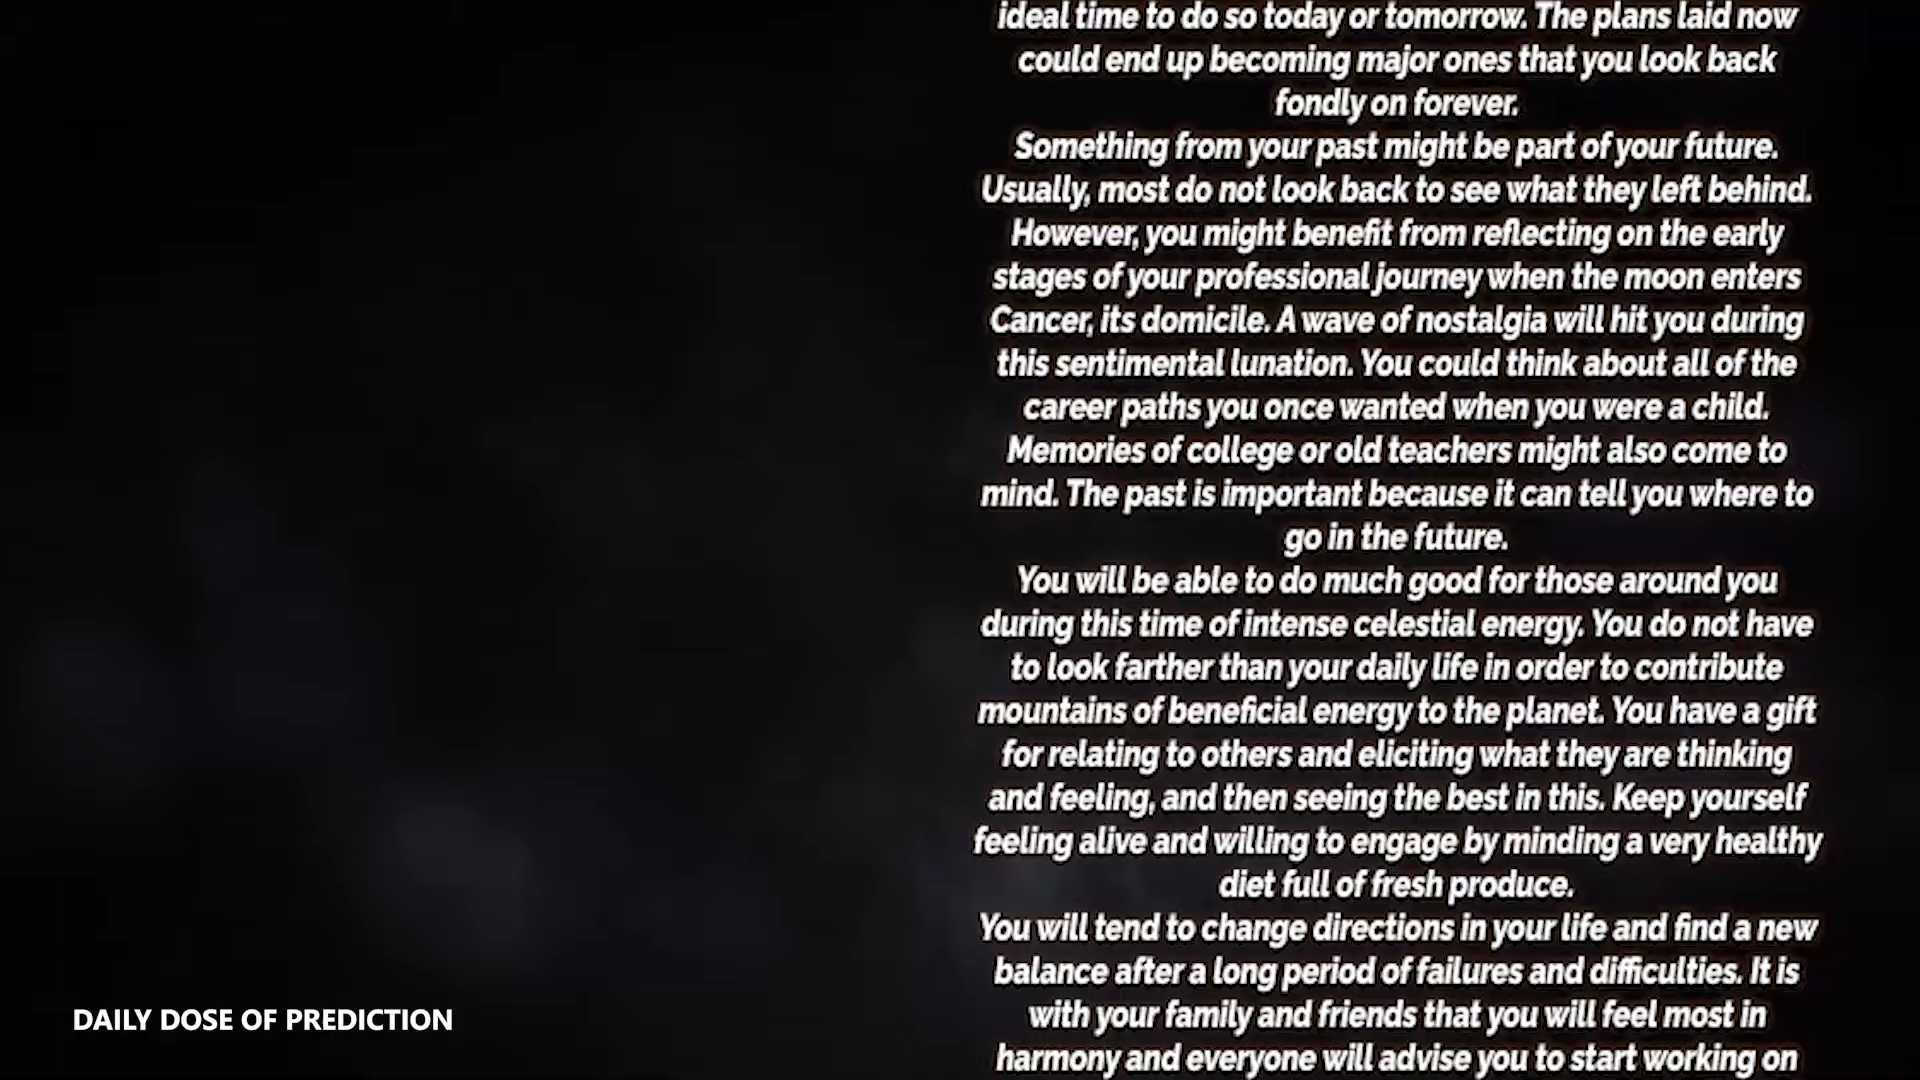 ideal time to do so today or tomorrow. The plans laid now
could end up becoming major ones that you look back
fondly on forever.
Something from your past might be part of your future.
Usually, most do not look back to see what they left behind.
However, you might benefit from reflecting on the early
stages of your professional journey when the moon enters
Cancer, its domicile. A wave of nostalgia will hit you during
this sentimental lunation. You could think about all of the
career paths you once wanted when you were a child.
Memories of college or old teachers might also come to
mind. The past is important because it can tell you where to
go in the future.
You will be able to do much good for those around you
during this time of intense celestial energy. You do not have
to look farther than your daily life in order to contribute
mountains of beneficial energy to the planet. You have a gift
for relating to others and eliciting what they are thinking
and feeling, and then seeing the best in this. Keep yourself
feeling alive and willing to engage by minding a very healthy
diet full of fresh produce.
You will tend to change directions in your life and find a new
balance after a long period of failures and difficulties. It is
with your family and friends that you will feel most in
harmony and everyone will advise you to start working on
DAILY DOSE OF PREDICTION